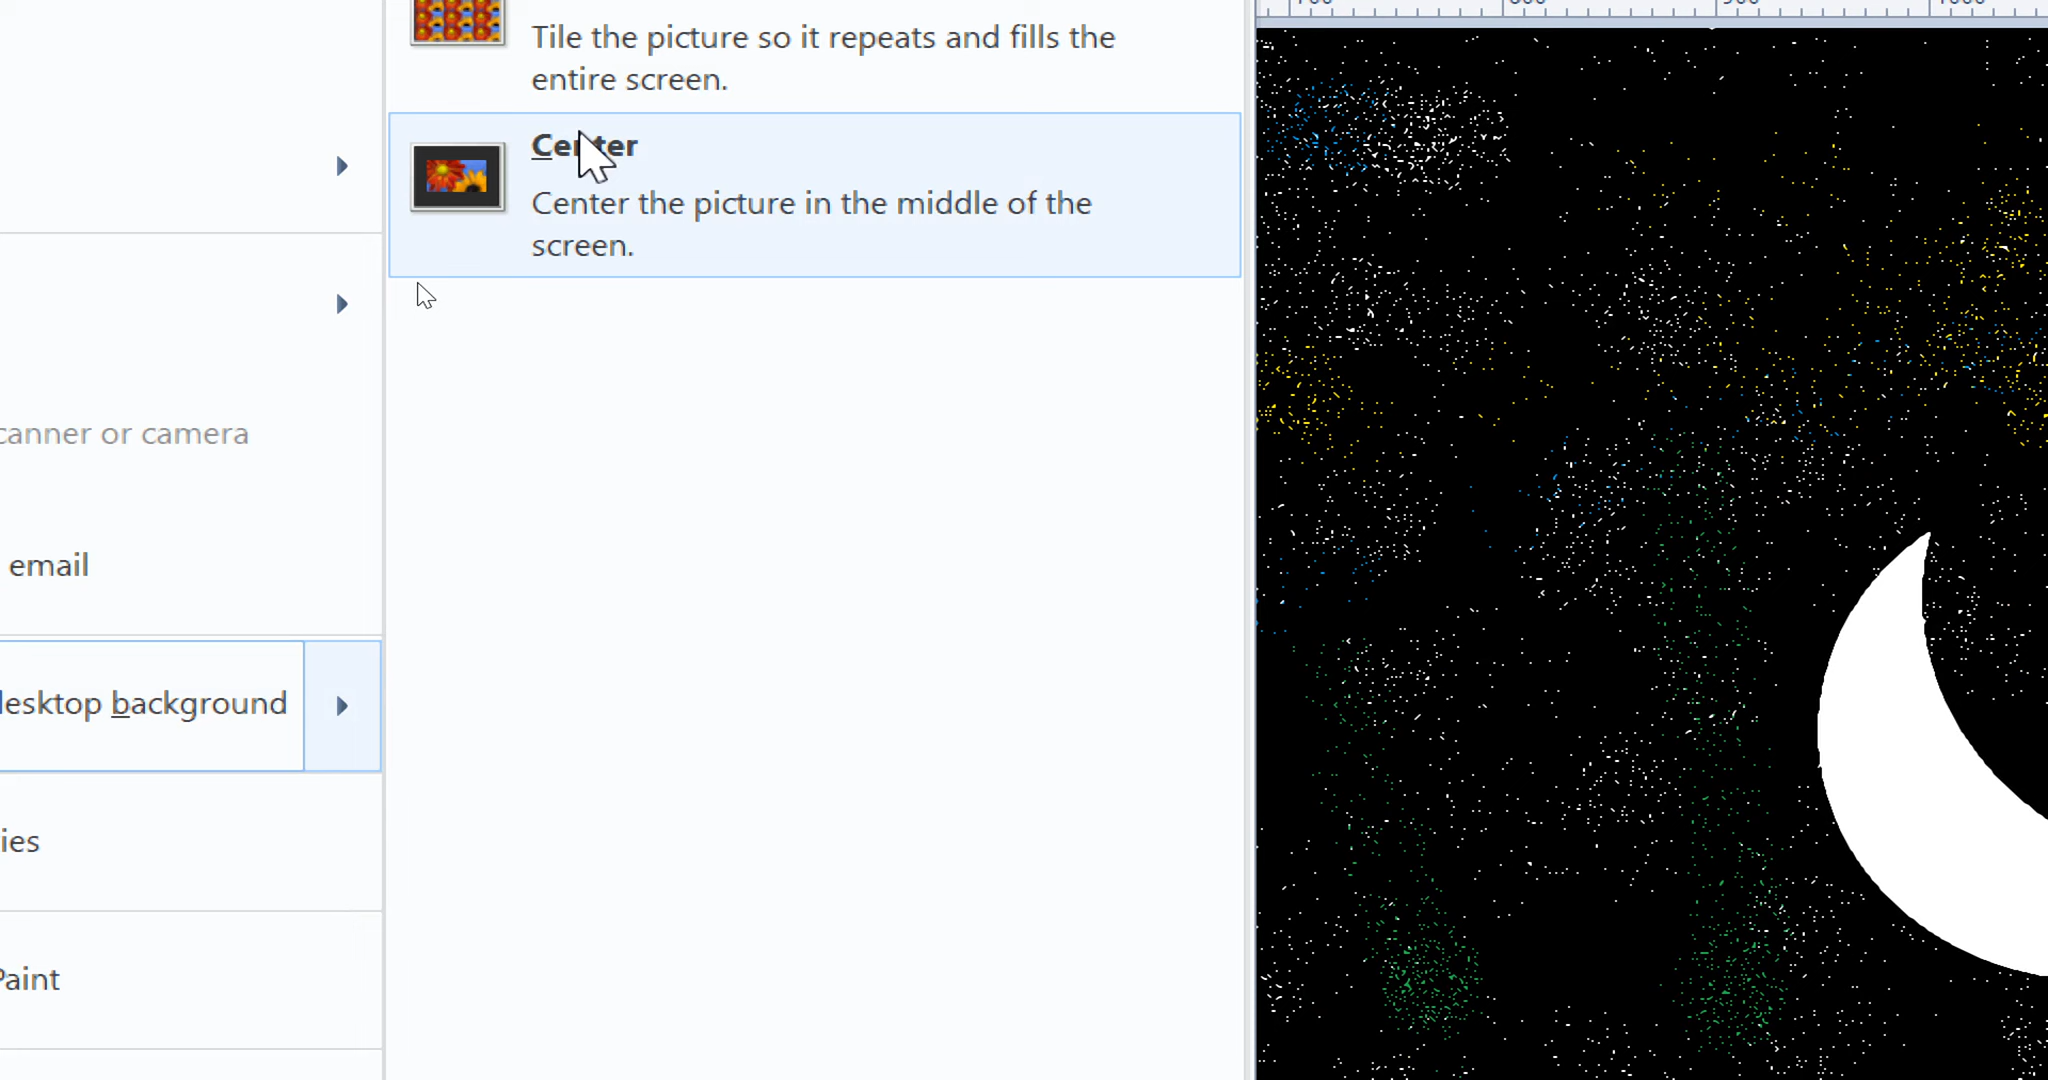 Tile the picture so it repeats and fills the
entire screen.
Center
Center the picture in the middle of the
screen.
canner or camera
email
desktop background
ies
Paint